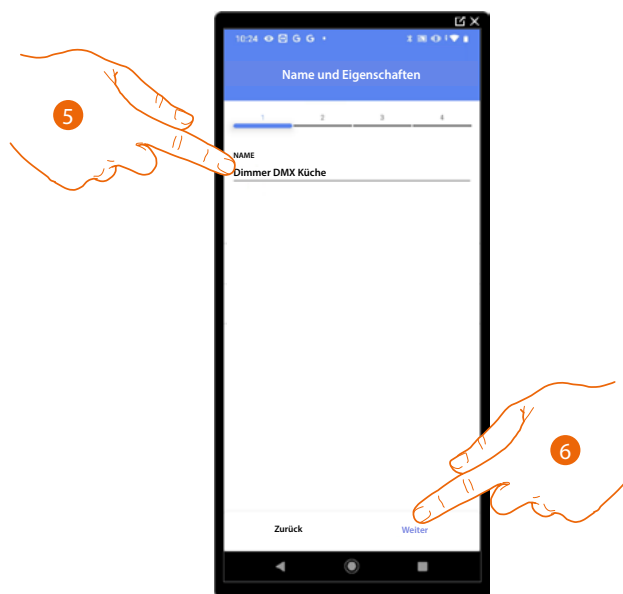 10:24 G G
Name und Eigenschaften
1 2 3 4
NAME
5
Dimmer DMX Küche
6
Zurück Weiter